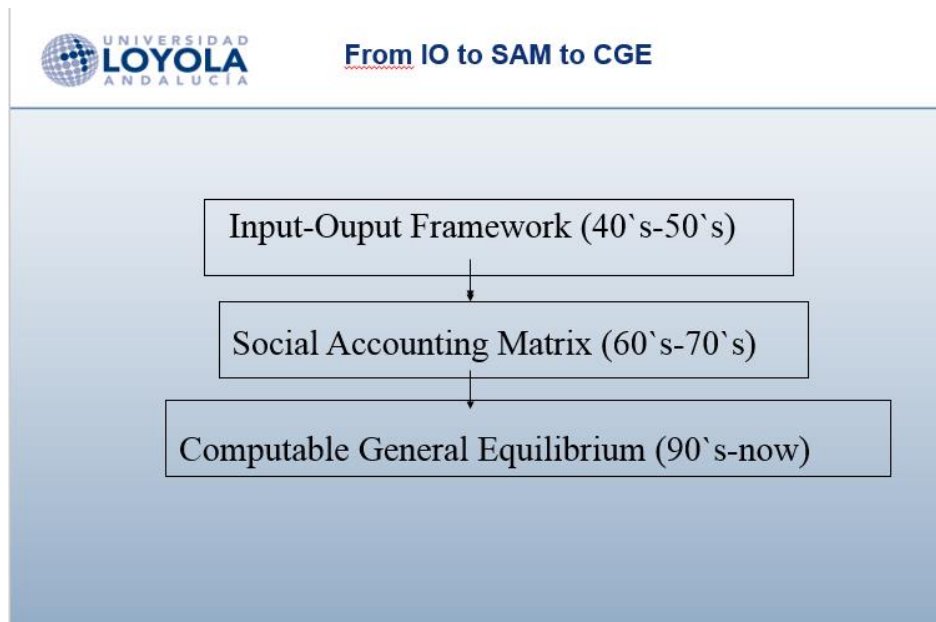 UNIVERSIDAD
LOYOLA
ANDALUCÍA
From IO to SAM to CGE
Input-Ouput Framework (40`s-50`s)
Social Accounting Matrix (60`s-70`s)
Computable General Equilibrium (90`s-now)